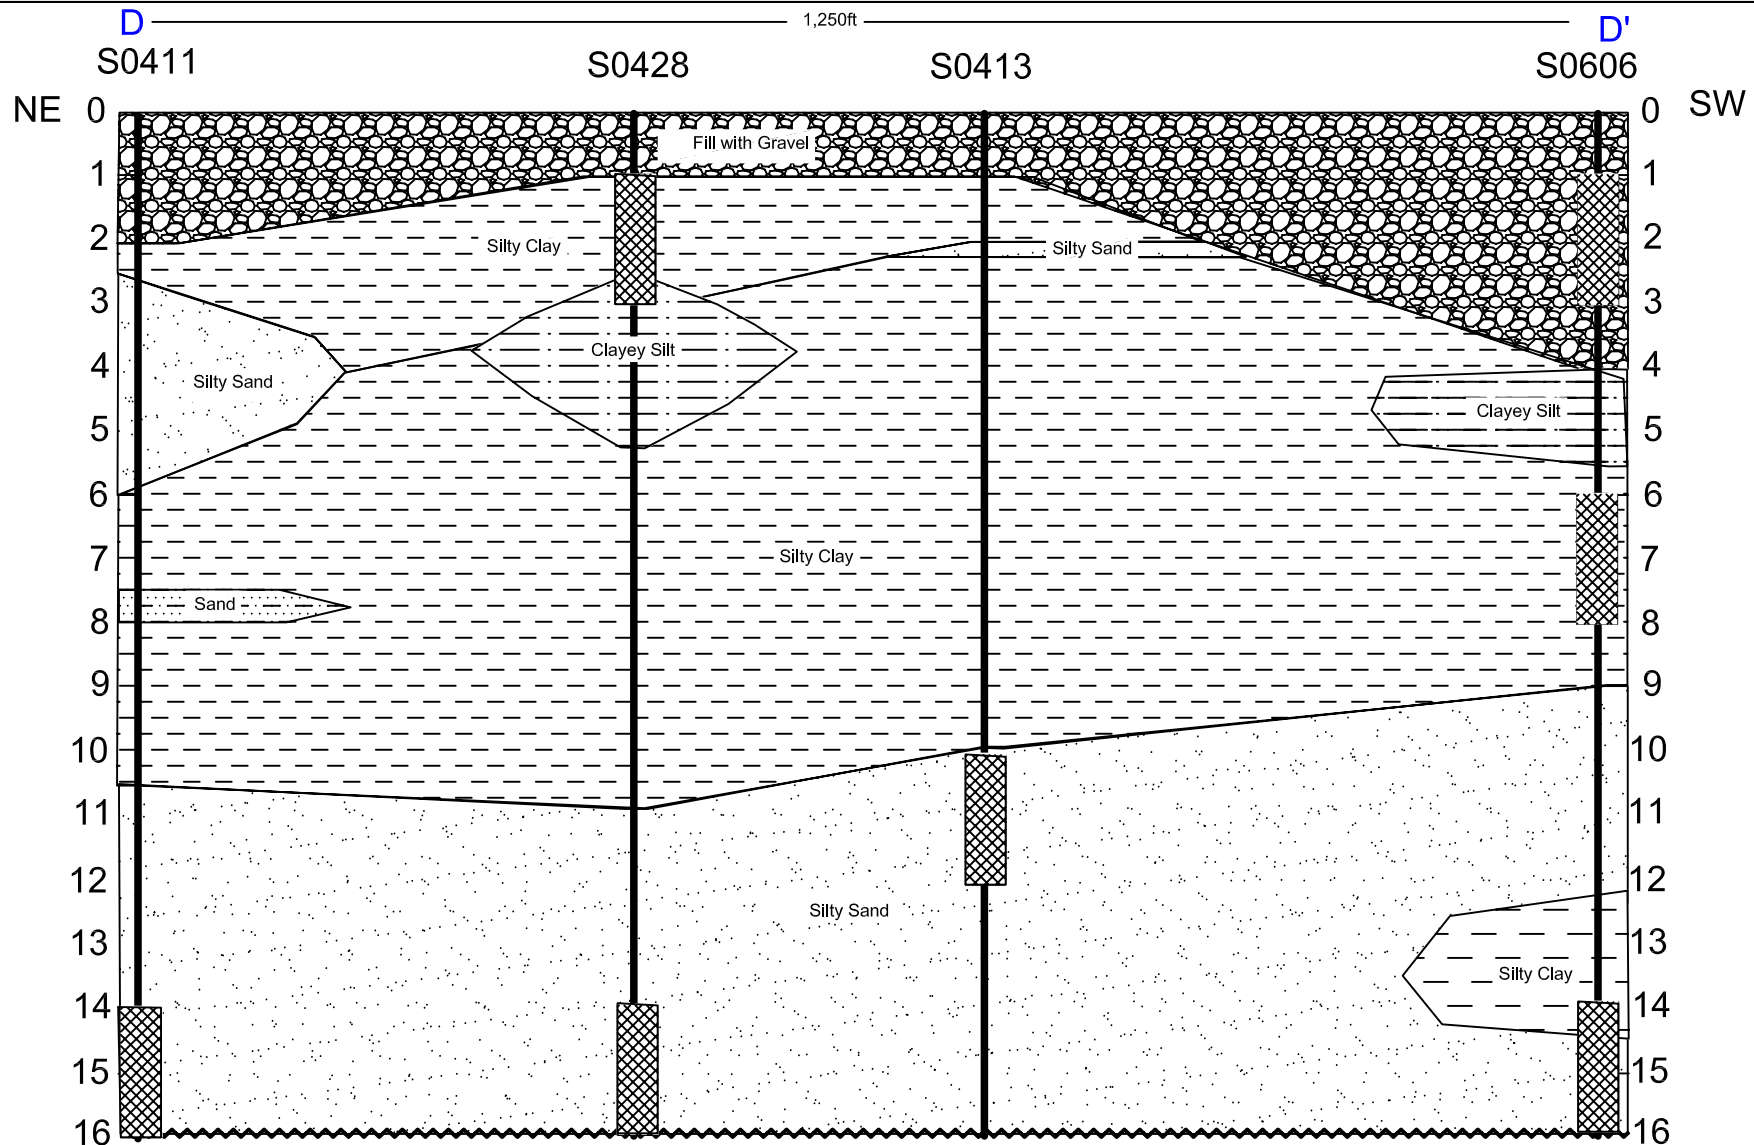 D 1,250ft D'
S0411 S0428 S0413 S0606
NE 0 0 SW
Fill with Gravel
1 1
2 Silty Clay Silty Sand 2
3 3
Clayey Silt
4 4
Silty Sand
Clayey Silt
5 5
6 6
7 Silty Clay 7
Sand
8 8
9 9
10 10
11 11
12 12
Silty Sand
13 13
Silty Clay
14 14
15 15
16 16